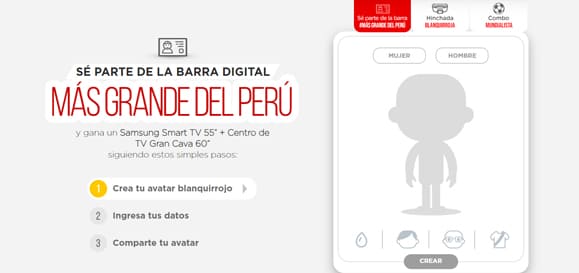 Sé parte de la barra
#MÁS GRANDE DEL PERÚ
Hinchada
BLANQUIRROJA
Combo
MUNDIALISTA
SÉ PARTE DE LA BARRA DIGITAL
MÁS GRANDE DEL PERÚ
y gana un Samsung Smart TV 55" + Centro de
TV Gran Cava 60"
siguiendo estos simples pasos:
1 Crea tu avatar blanquirrojo
2 Ingresa tus datos
3 Comparte tu avatar
MUJER
HOMBRE
CREAR